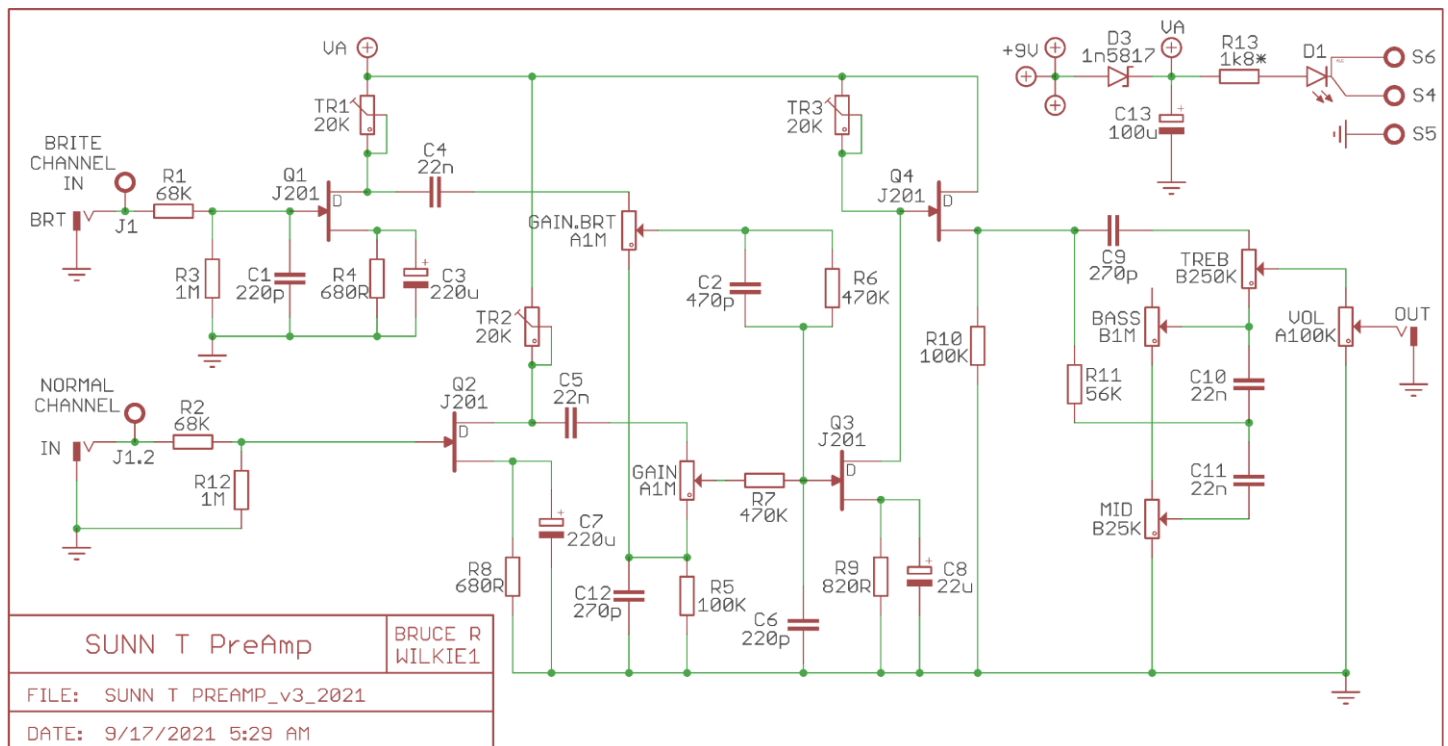 VA
TR1
20K
BRITE
CHANNEL
IN
BRT
J1
R1
68K
Q1
J201
D
C4
22n
R3
1M
C1
220p
R4
680R
+
C3
220u
GAIN.BRT
A1M
TR2
20K
NORMAL
CHANNEL
IN
J1.2
R2
68K
R12
1M
Q2
J201
D
C5
22n
GAIN
A1M
R7
470K
+
C7
220u
R8
680R
C12
270p
R5
100K
C2
470p
R6
470K
TR3
20K
Q4
J201
D
Q3
J201
D
R9
820R
+
C8
22u
C6
220p
R10
100K
R11
56K
C9
270p
TREB
B250K
BASS
B1M
C10
22n
C11
22n
MID
B25K
VOL
A100K
OUT
+9V
D3
1n5817
VA
R13
1k8*
D1
+
C13
100u
S6
S4
S5
SUNN T PreAmp
BRUCE R
WILKIE1
FILE: SUNN T PREAMP_v3_2021
DATE: 9/17/2021 5:29 AM